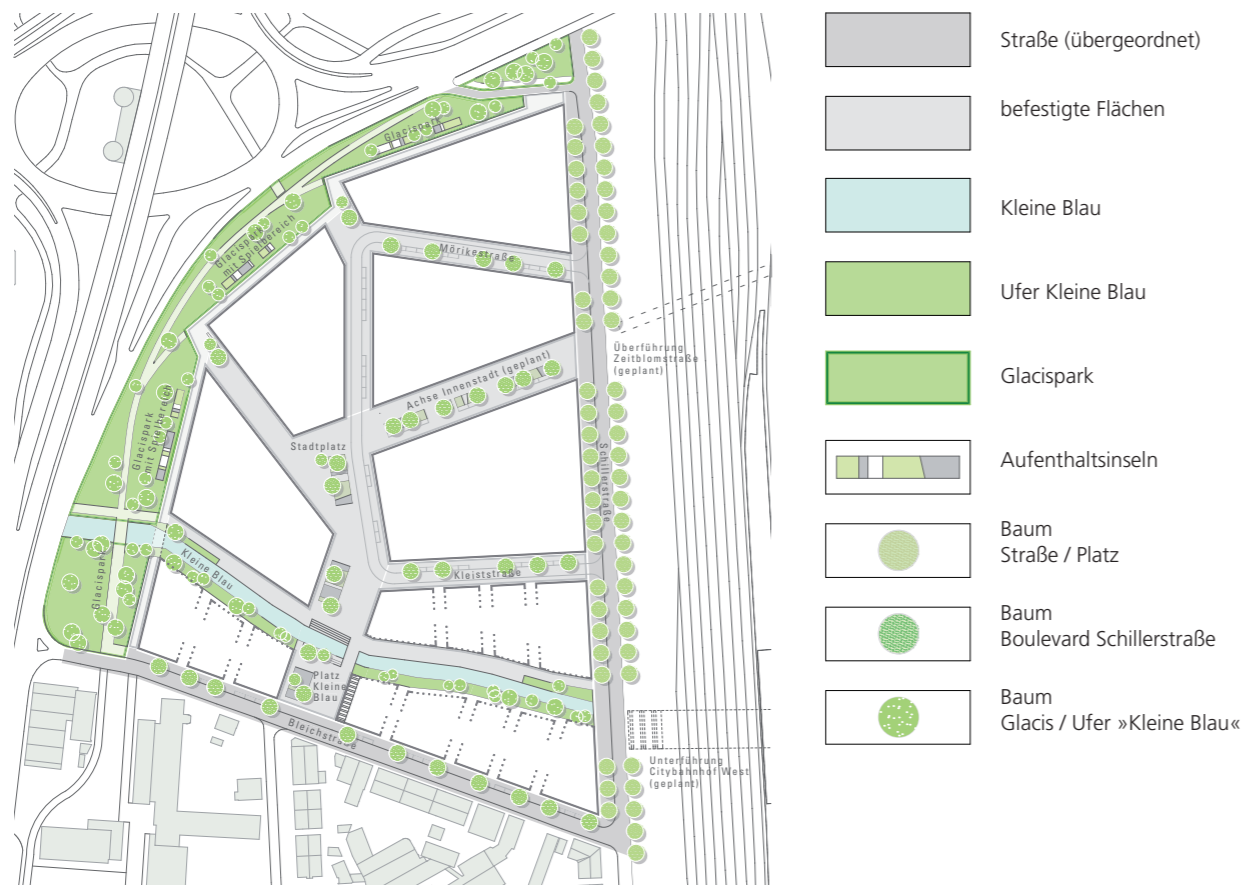 Glacispark
Glacispark
mit Spielbereich
Mörikestraße
Überführung
Zeitblomstraße
(geplant)
Achse Innenstadt (geplant)
Glacispark
mit Spielbereich
Stadtplatz
Schillerstraße
Kleine Blau
Kleiststraße
Glacispark
Platz
Kleine
Blau
Bleichstraße
Unterführung
Citybahnhof West
(geplant)
Straße (übergeordnet)
befestigte Flächen
Kleine Blau
Ufer Kleine Blau
Glacispark
Aufenthaltsinseln
Baum
Straße / Platz
Baum
Boulevard Schillerstraße
Baum
Glacis / Ufer »Kleine Blau«